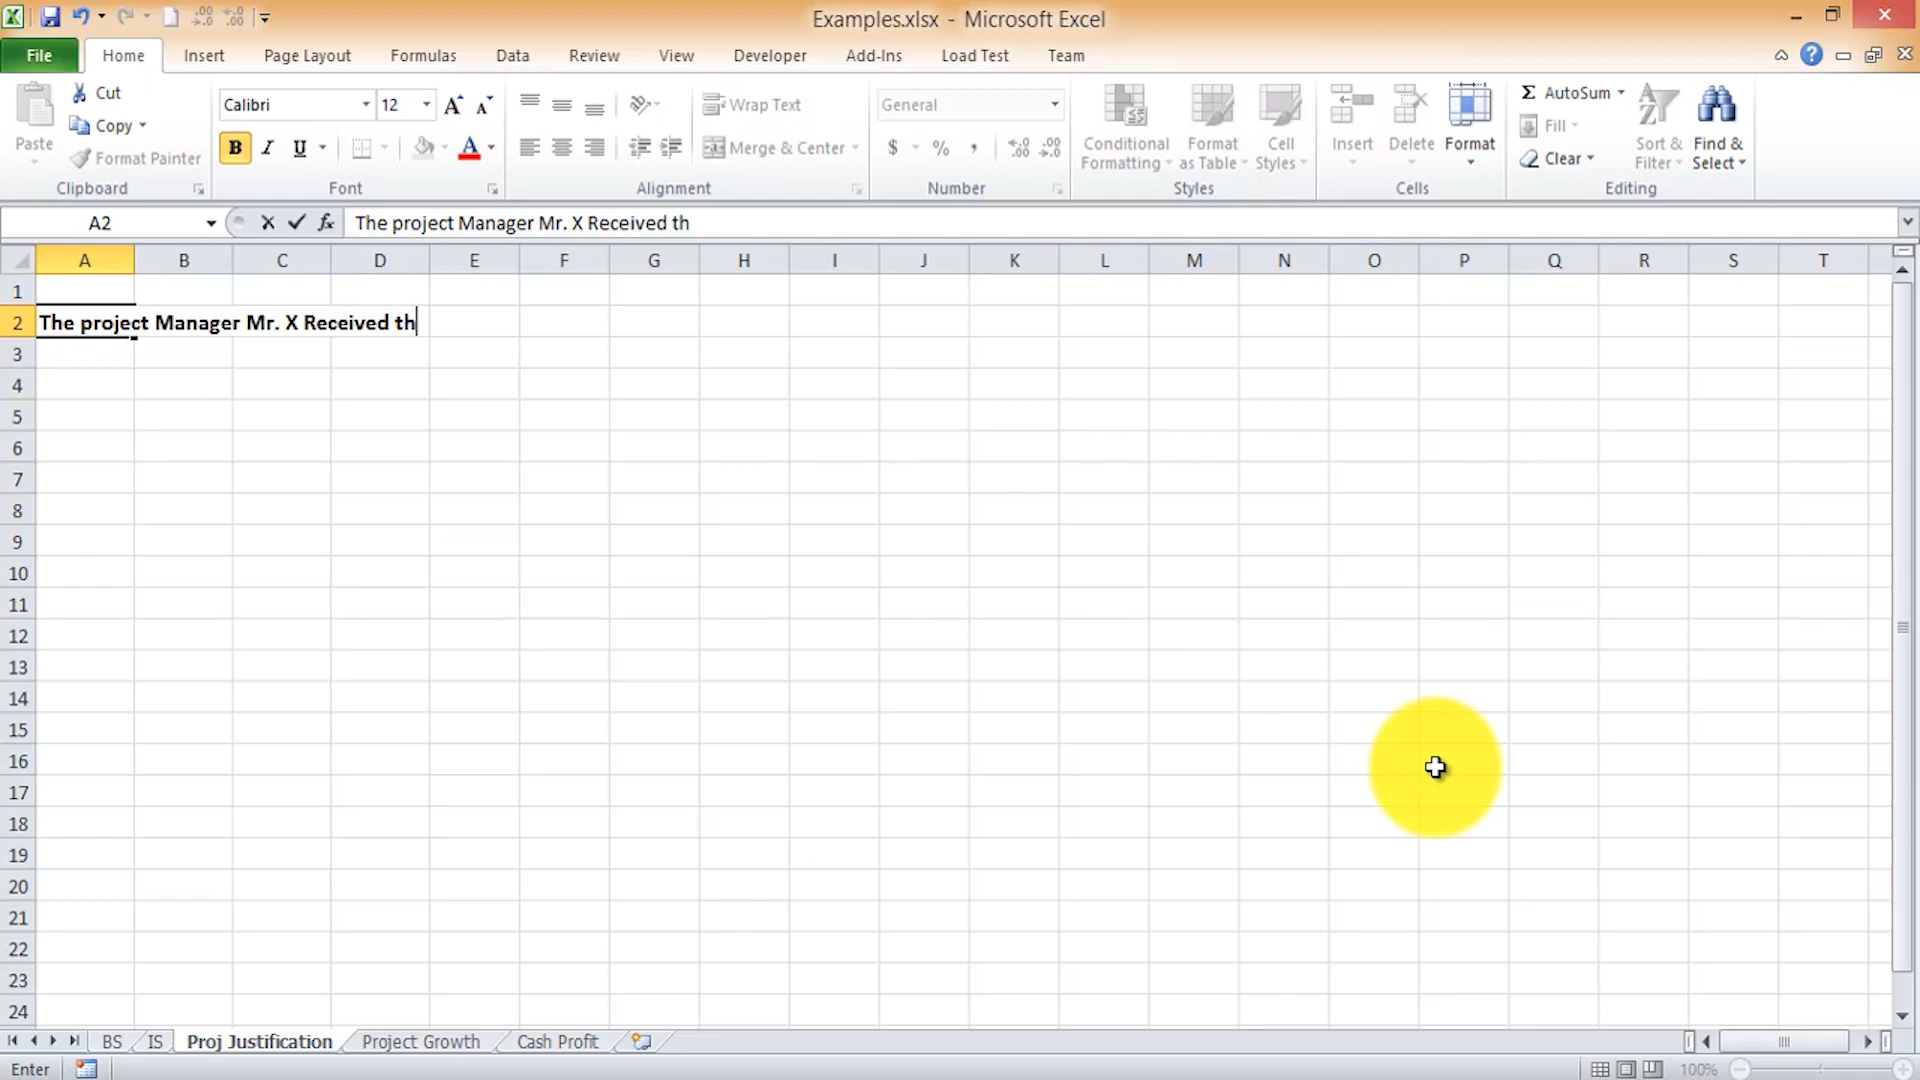 Examples.xlsx - Microsoft Excel
File Home Insert Page Layout Formulas Data Review View Developer Add-Ins Load Test Team
Paste
Cut
Copy
Format Painter
Clipboard
Calibri 12
B I U A
Font
Wrap Text
Merge & Center
Alignment
General
$ % ,
Number
Conditional Formatting
Format as Table
Cell Styles
Styles
Insert Delete Format
Cells
Σ AutoSum
Fill
Clear
Sort & Filter
Find & Select
Editing
A2 fx The project Manager Mr. X Received th
A B C D E F G H I J K L M N O P Q R S T
1
2 The project Manager Mr. X Received th
3
4
5
6
7
8
9
10
11
12
13
14
15
16
17
18
19
20
21
22
23
24
BS IS Proj Justification Project Growth Cash Profit
Enter 100%